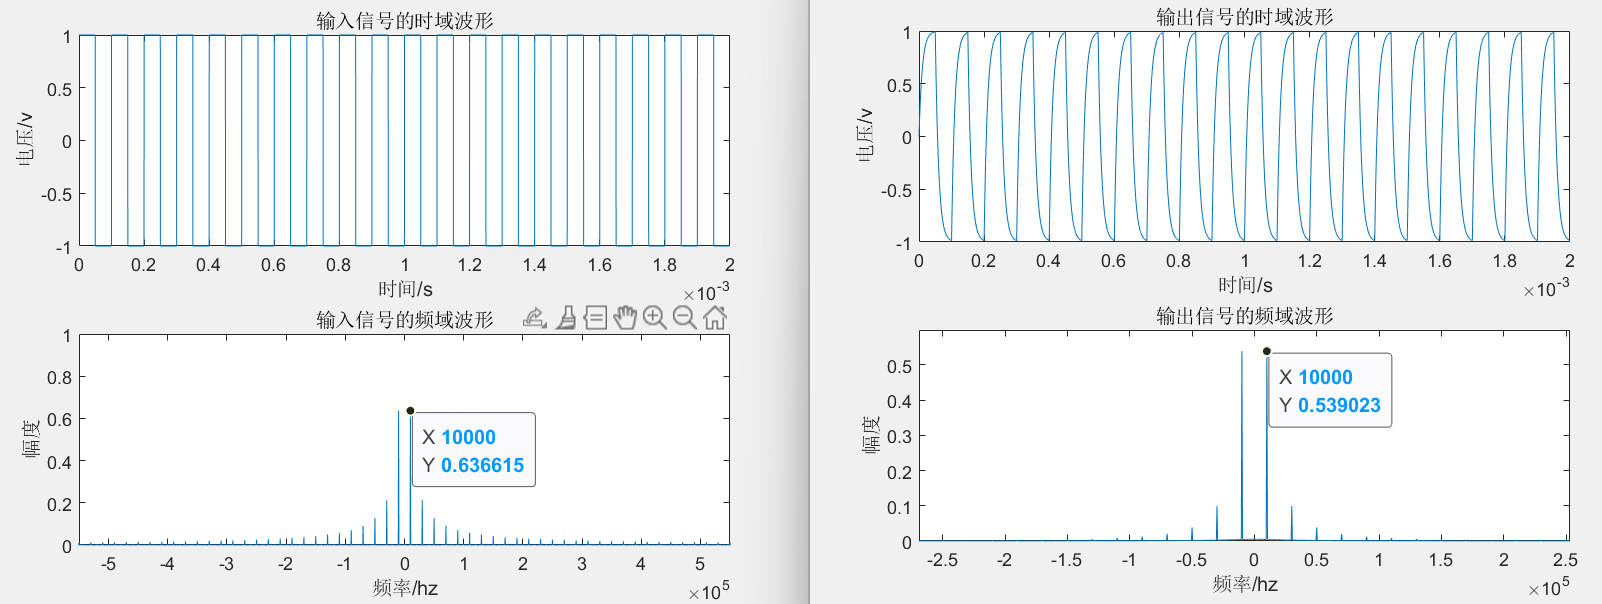 输入信号的时域波形
1
0.5
0
-0.5
-1
电压/v
0 0.2 0.4 0.6 0.8 1 1.2 1.4 1.6 1.8 2
时间/s
×10-3
输入信号的频域波形
1
0.8
0.6
0.4
0.2
0
幅度
X 10000
Y 0.636615
-5 -4 -3 -2 -1 0 1 2 3 4 5
频率/hz
×105
输出信号的时域波形
1
0.5
0
-0.5
-1
电压/v
0 0.2 0.4 0.6 0.8 1 1.2 1.4 1.6 1.8 2
时间/s
×10-3
输出信号的频域波形
0.5
0.4
0.3
0.2
0.1
0
幅度
X 10000
Y 0.539023
-2.5 -2 -1.5 -1 -0.5 0 0.5 1 1.5 2 2.5
频率/hz
×105